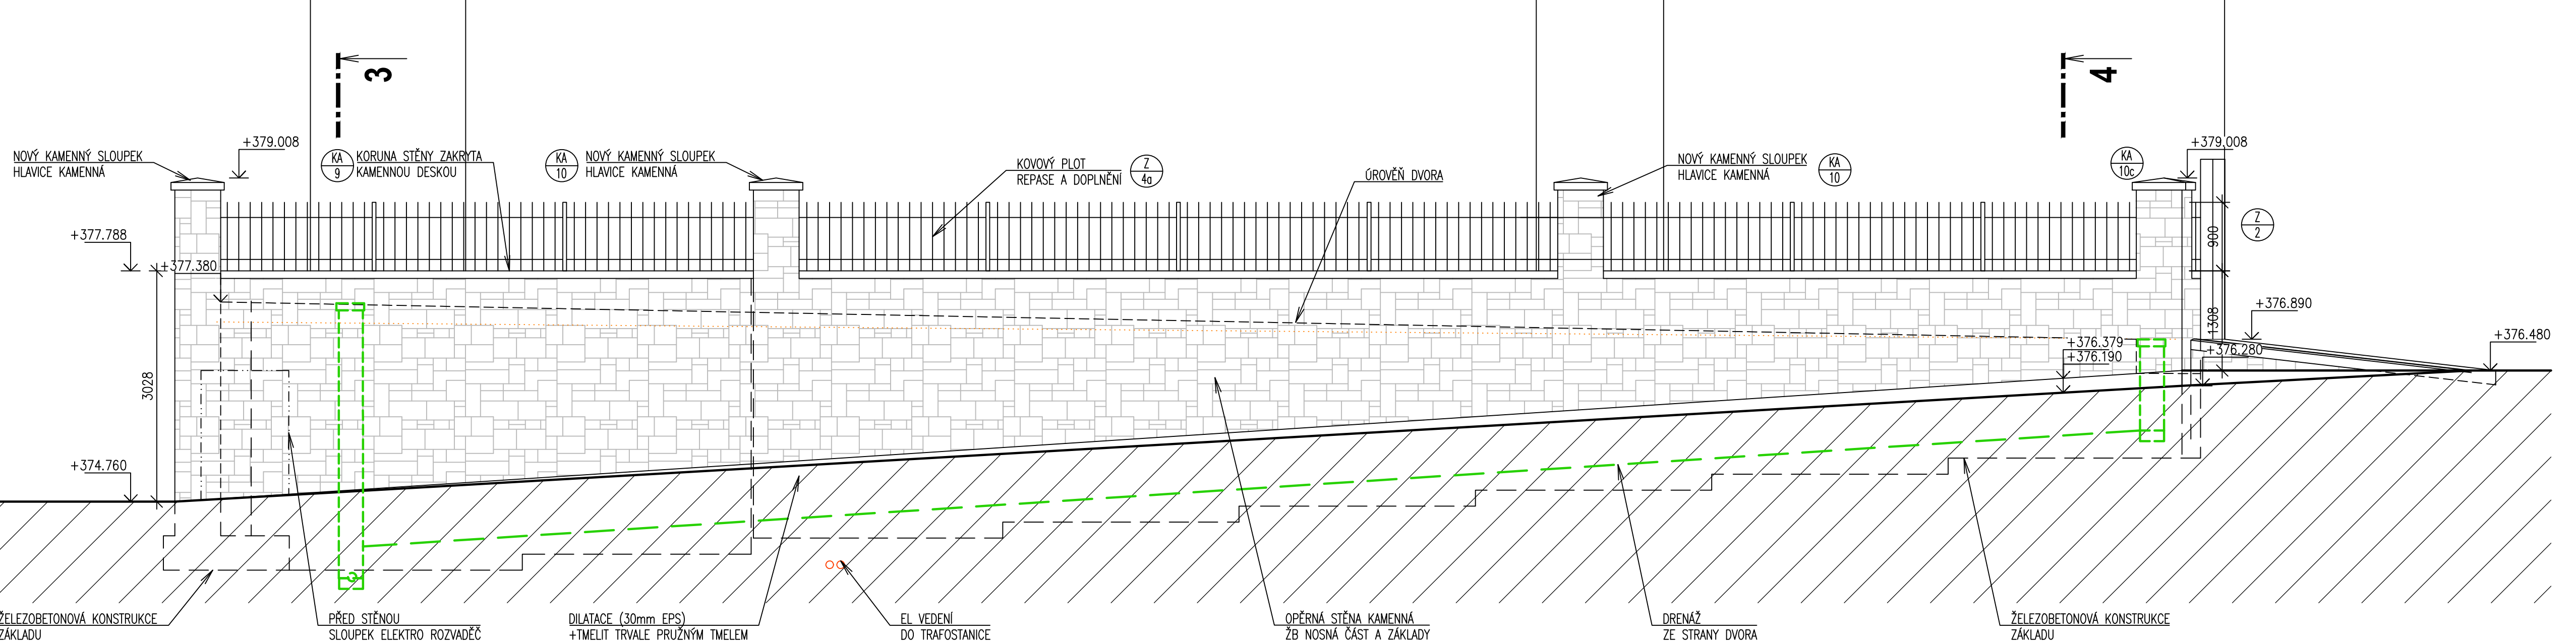 3
4
+379.008
+379.008
NOVÝ KAMENNÝ SLOUPEK
HLAVICE KAMENNÁ
KA
9
KORUNA STĚNY ZAKRYTA
KAMENNOU DESKOU
KA
10
NOVÝ KAMENNÝ SLOUPEK
HLAVICE KAMENNÁ
KOVOVÝ PLOT
REPASE A DOPLNĚNÍ
Z
4a
ÚROVĚŇ DVORA
NOVÝ KAMENNÝ SLOUPEK
HLAVICE KAMENNÁ
KA
10
KA
10c
Z
2
+377.788
+377.380
900
1308
3028
+376.890
+376.480
+376.379
+376.190
+376.280
+374.760
ŽELEZOBETONOVÁ KONSTRUKCE
ZÁKLADU
PŘED STĚNOU
SLOUPEK ELEKTRO ROZVADĚČ
DILATACE (30mm EPS)
+TMELIT TRVALE PRUŽNÝM TMELEM
EL VEDENÍ
DO TRAFOSTANICE
OPĚRNÁ STĚNA KAMENNÁ
ŽB NOSNÁ ČÁST A ZÁKLADY
DRENÁŽ
ZE STRANY DVORA
ŽELEZOBETONOVÁ KONSTRUKCE
ZÁKLADU